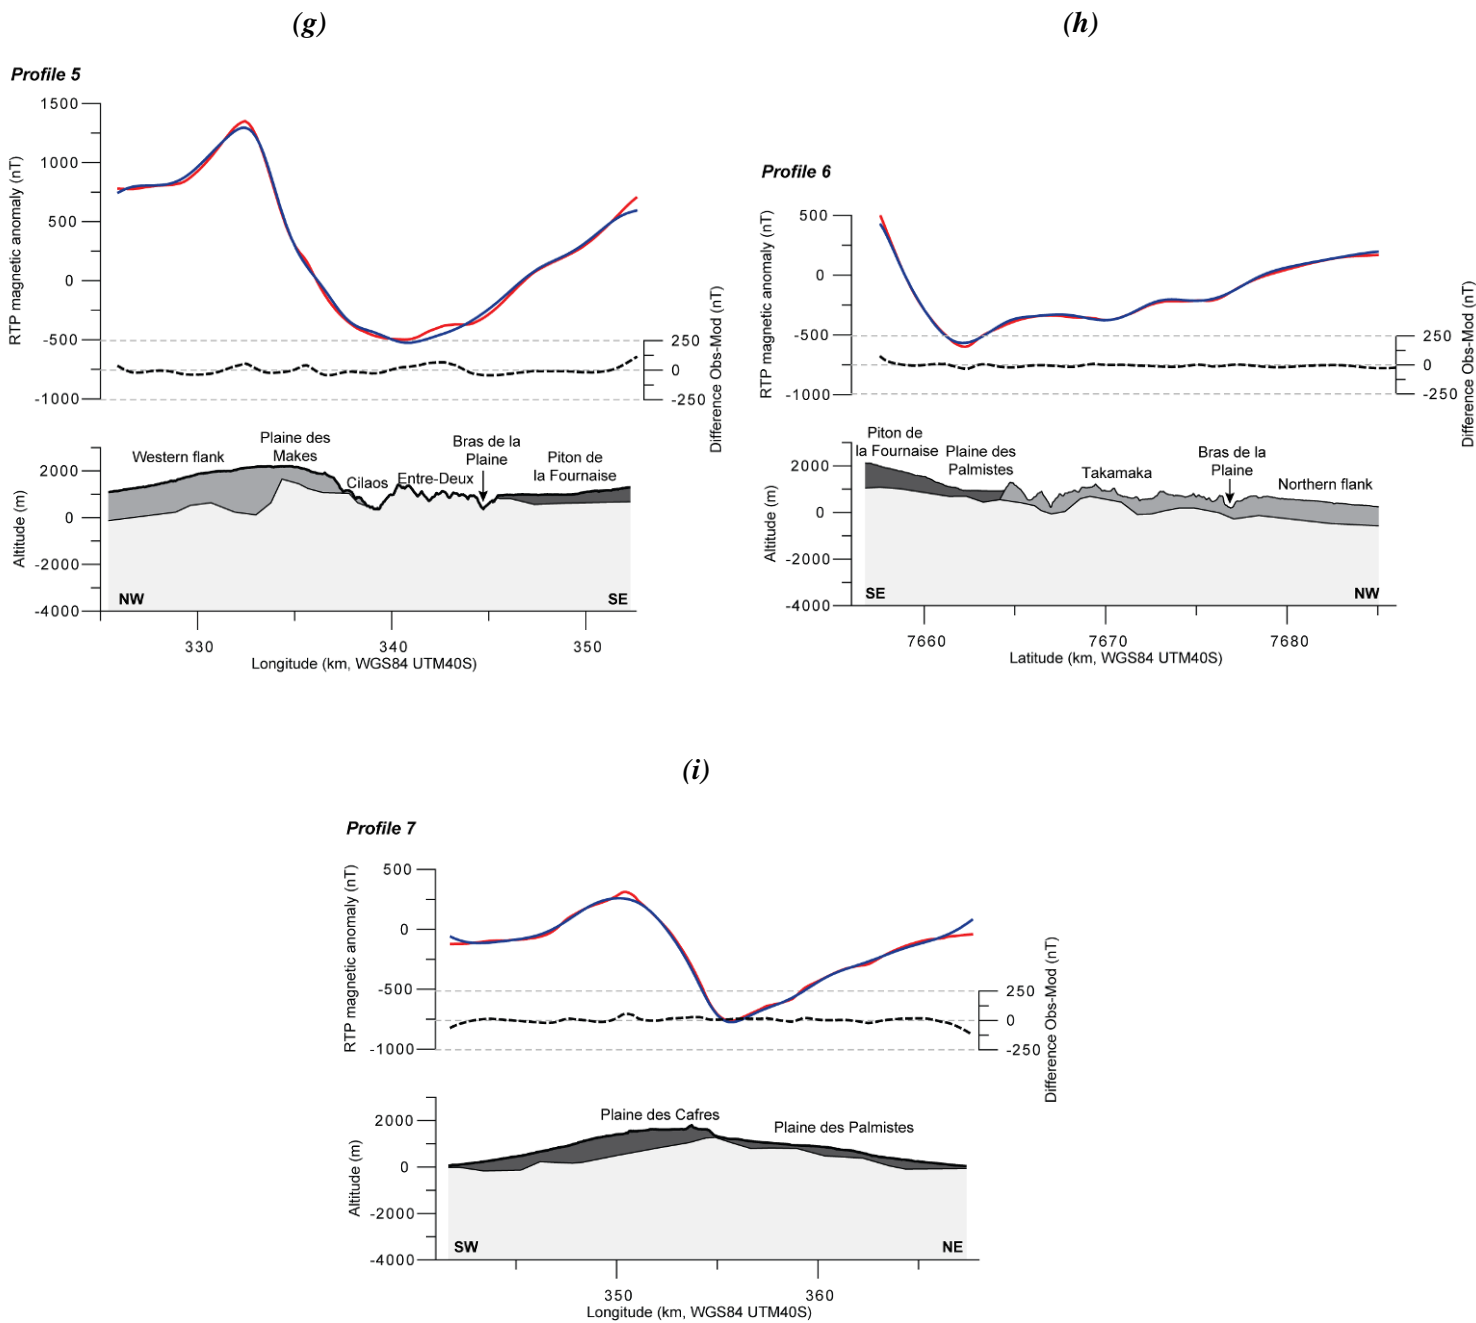 (g)
Profile 5
RTP magnetic anomaly (nT)
1500
1000
500
0
-500
-1000
250
0
-250
Difference Obs-Mod (nT)
Altitude (m)
2000
0
-2000
-4000
Western flank
Plaine des
Makes
Cilaos
Entre-Deux
Bras de la
Plaine
Piton de
la Fournaise
NW
SE
330
340
350
Longitude (km, WGS84 UTM40S)
(h)
Profile 6
RTP magnetic anomaly (nT)
500
0
-500
-1000
250
0
-250
Difference Obs-Mod (nT)
Altitude (m)
2000
0
-2000
-4000
Piton de
la Fournaise
Plaine des
Palmistes
Takamaka
Bras de la
Plaine
Northern flank
SE
NW
7660
7670
7680
Latitude (km, WGS84 UTM40S)
(i)
Profile 7
RTP magnetic anomaly (nT)
500
0
-500
-1000
250
0
-250
Difference Obs-Mod (nT)
Altitude (m)
2000
0
-2000
-4000
Plaine des Cafres
Plaine des Palmistes
SW
NE
350
360
Longitude (km, WGS84 UTM40S)